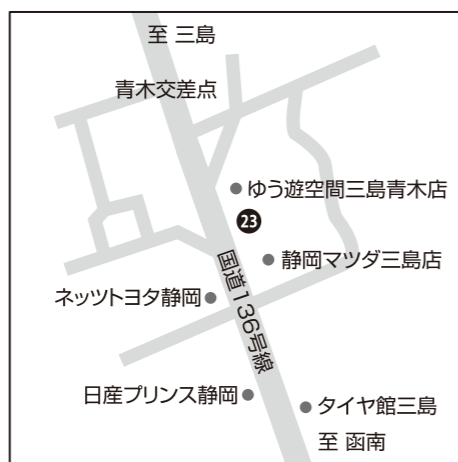 至 三島
青木交差点
ゆう遊空間三島青木店
23
静岡マツダ三島店
国道136号線
ネッツトヨタ静岡
日産プリンス静岡
タイヤ館三島
至 函南